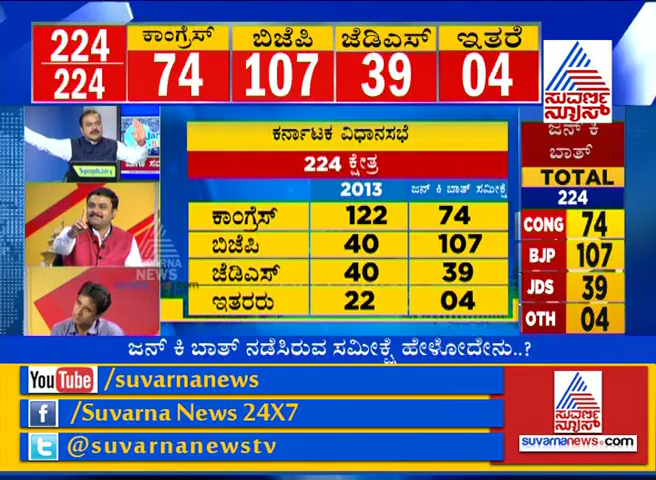 224
224
ಕಾಂಗ್ರೆಸ್ ಬಿಜೆಪಿ ಜೆಡಿಎಸ್ ಇತರೆ
74 107 39 04
ಸುವರ್ಣ
ನ್ಯೂಸ್
ಕರ್ನಾಟಕ ವಿಧಾನಸಭೆ
224 ಕ್ಷೇತ್ರ
2013 ಜನ್ ಕಿ ಬಾತ್ ಸಮೀಕ್ಷೆ
ಕಾಂಗ್ರೆಸ್ 122 74
ಬಿಜೆಪಿ 40 107
ಜೆಡಿಎಸ್ 40 39
ಇತರರು 22 04
ಜನ್ ಕಿ
ಬಾತ್
TOTAL
224
CONG 74
BJP 107
JDS 39
OTH 04
SUVARNA
NEWS
ಜನ್ ಕಿ ಬಾತ್ ನಡೆಸಿರುವ ಸಮೀಕ್ಷೆ ಹೇಳೋದೇನು..?
YouTube /suvarnanews
f /Suvarna News 24X7
t @suvarnanewstv
ಸುವರ್ಣ
ನ್ಯೂಸ್
suvarnanews.com